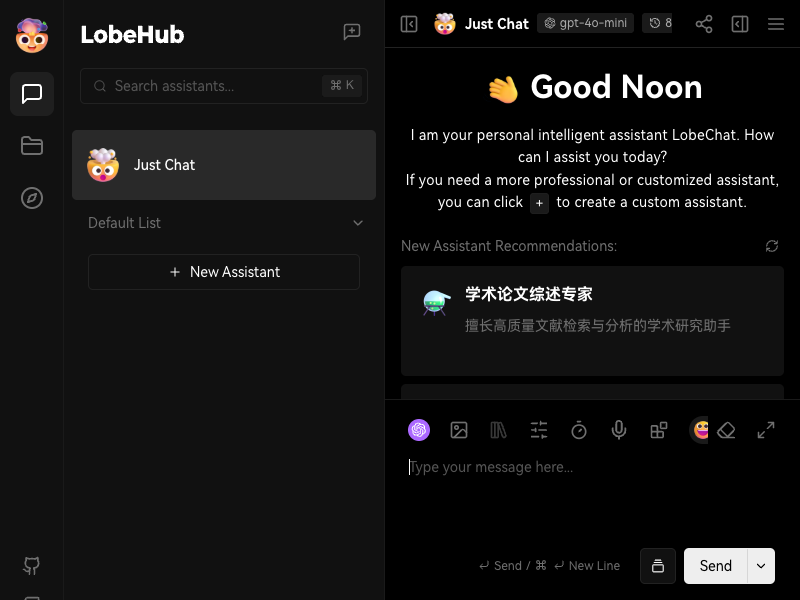 LobeHub
Search assistants...
⌘ K
Just Chat
Default List
New Assistant
Just Chat
gpt-4o-mini
8
👋 Good Noon
I am your personal intelligent assistant LobeChat. How
can I assist you today?
If you need a more professional or customized assistant,
you can click + to create a custom assistant.
New Assistant Recommendations:
学术论文综述专家
擅长高质量文献检索与分析的学术研究助手
Type your message here...
↵ Send / ⌘ ↵ New Line
Send